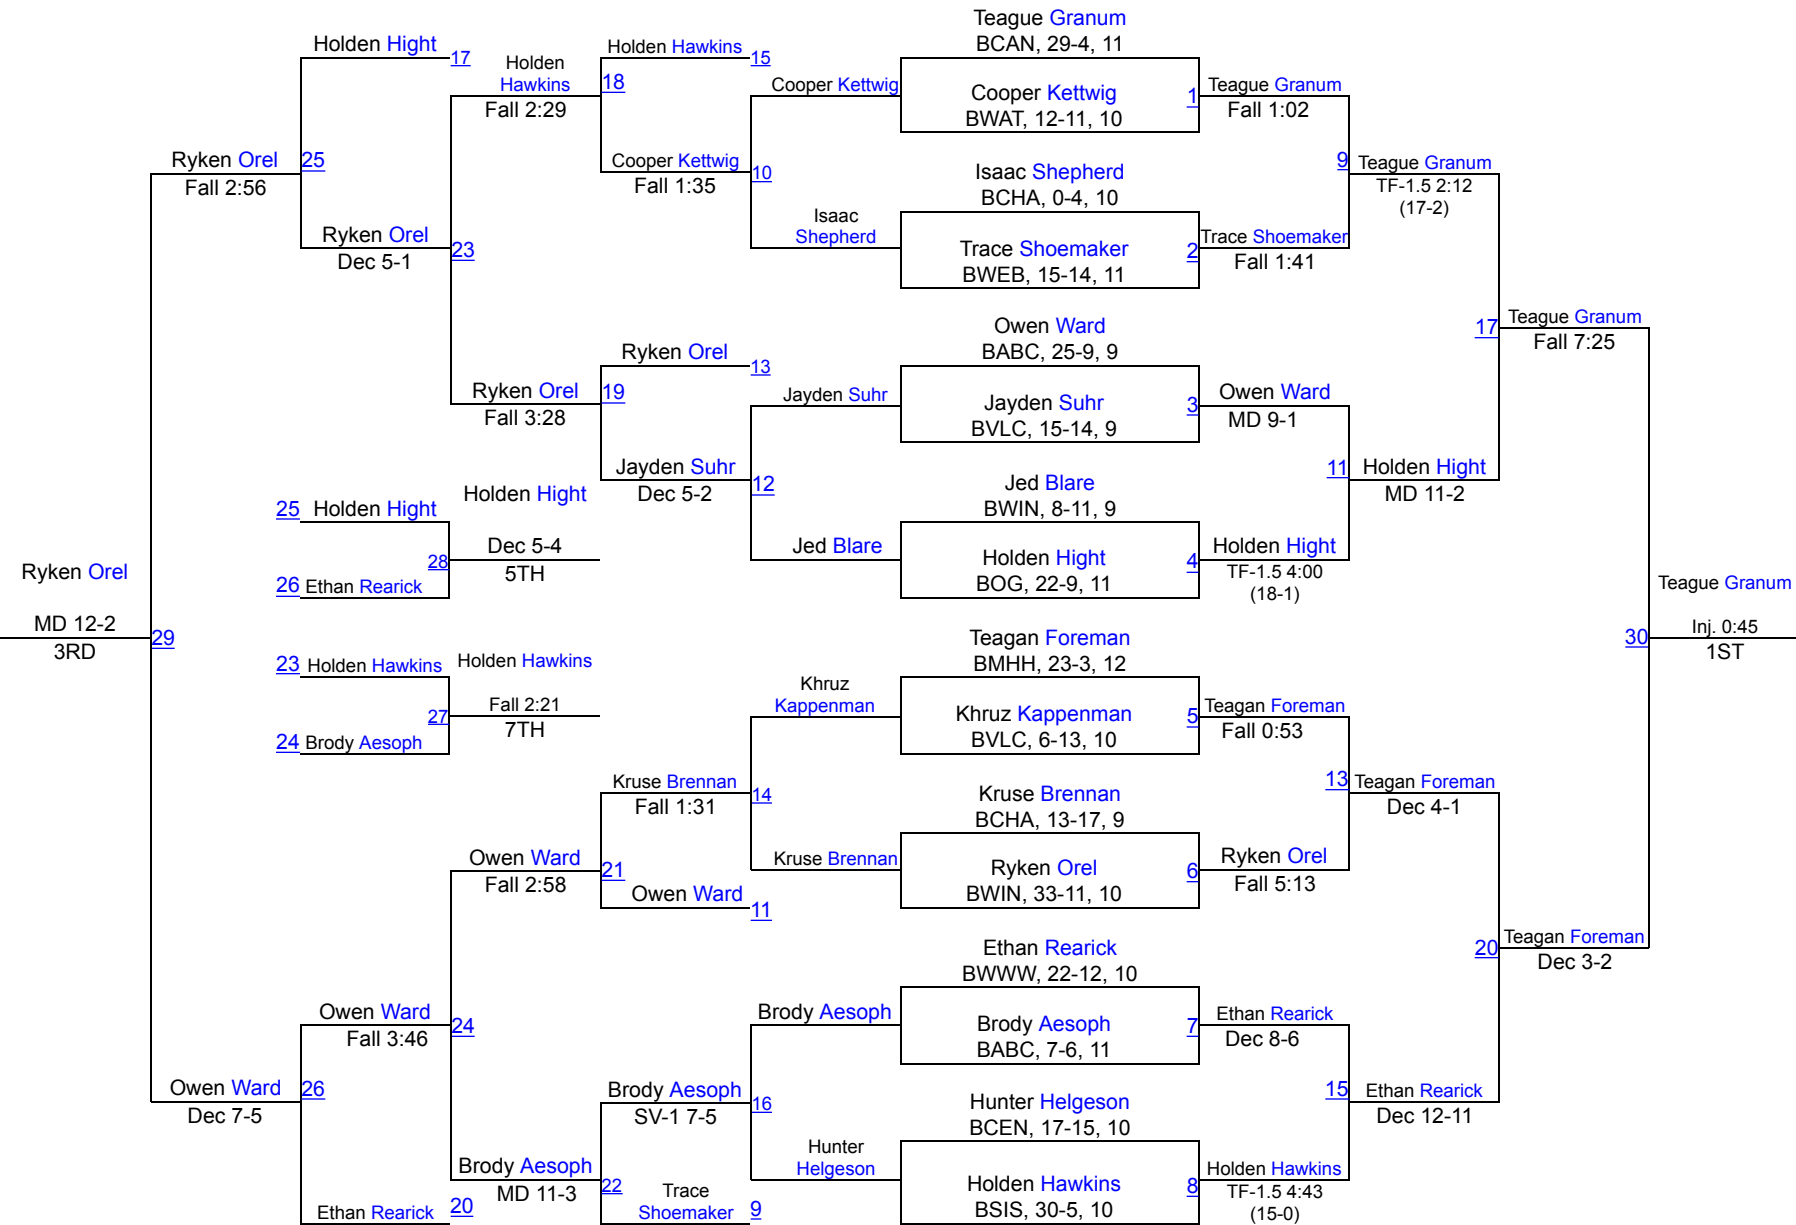 Teague Granum
BCAN, 29-4, 11
Holden Hight
17
Holden
Hawkins
Fall 2:29
Holden Hawkins
15
18
Cooper Kettwig
Cooper Kettwig
BWAT, 12-11, 10
1
Teague Granum
Fall 1:02
Ryken Orel
Fall 2:56
25
Cooper Kettwig
Fall 1:35
10
Isaac Shepherd
BCHA, 0-4, 10
9
Teague Granum
TF-1.5 2:12
(17-2)
Isaac
Shepherd
Ryken Orel
Dec 5-1
23
Trace Shoemaker
BWEB, 15-14, 11
2
Trace Shoemaker
Fall 1:41
Owen Ward
BABC, 25-9, 9
17
Teague Granum
Fall 7:25
Ryken Orel
13
Ryken Orel
Fall 3:28
19
Jayden Suhr
Jayden Suhr
BVLC, 15-14, 9
3
Owen Ward
MD 9-1
Jayden Suhr
Dec 5-2
12
11
Holden Hight
MD 11-2
Jed Blare
BWIN, 8-11, 9
25
Holden Hight
Holden Hight
28
Dec 5-4
5TH
26
Ethan Rearick
Jed Blare
Holden Hight
BOG, 22-9, 11
4
Holden Hight
TF-1.5 4:00
(18-1)
Ryken Orel
MD 12-2
3RD
29
Teague Granum
30
Inj. 0:45
1ST
Teagan Foreman
BMHH, 23-3, 12
23
Holden Hawkins
Holden Hawkins
27
Fall 2:21
7TH
24
Brody Aesoph
Khruz
Kappenman
Khruz Kappenman
BVLC, 6-13, 10
5
Teagan Foreman
Fall 0:53
Kruse Brennan
Fall 1:31
14
Kruse Brennan
BCHA, 13-17, 9
13
Teagan Foreman
Dec 4-1
Owen Ward
Fall 2:58
21
Kruse Brennan
Ryken Orel
BWIN, 33-11, 10
6
Ryken Orel
Fall 5:13
Owen Ward
11
Ethan Rearick
BWWW, 22-12, 10
20
Teagan Foreman
Dec 3-2
Owen Ward
Fall 3:46
24
Brody Aesoph
Brody Aesoph
BABC, 7-6, 11
7
Ethan Rearick
Dec 8-6
Owen Ward
Dec 7-5
26
Brody Aesoph
SV-1 7-5
16
Hunter Helgeson
BCEN, 17-15, 10
15
Ethan Rearick
Dec 12-11
Hunter
Helgeson
Brody Aesoph
MD 11-3
22
Holden Hawkins
BSIS, 30-5, 10
8
Holden Hawkins
TF-1.5 4:43
(15-0)
Ethan Rearick
20
Trace
Shoemaker
9